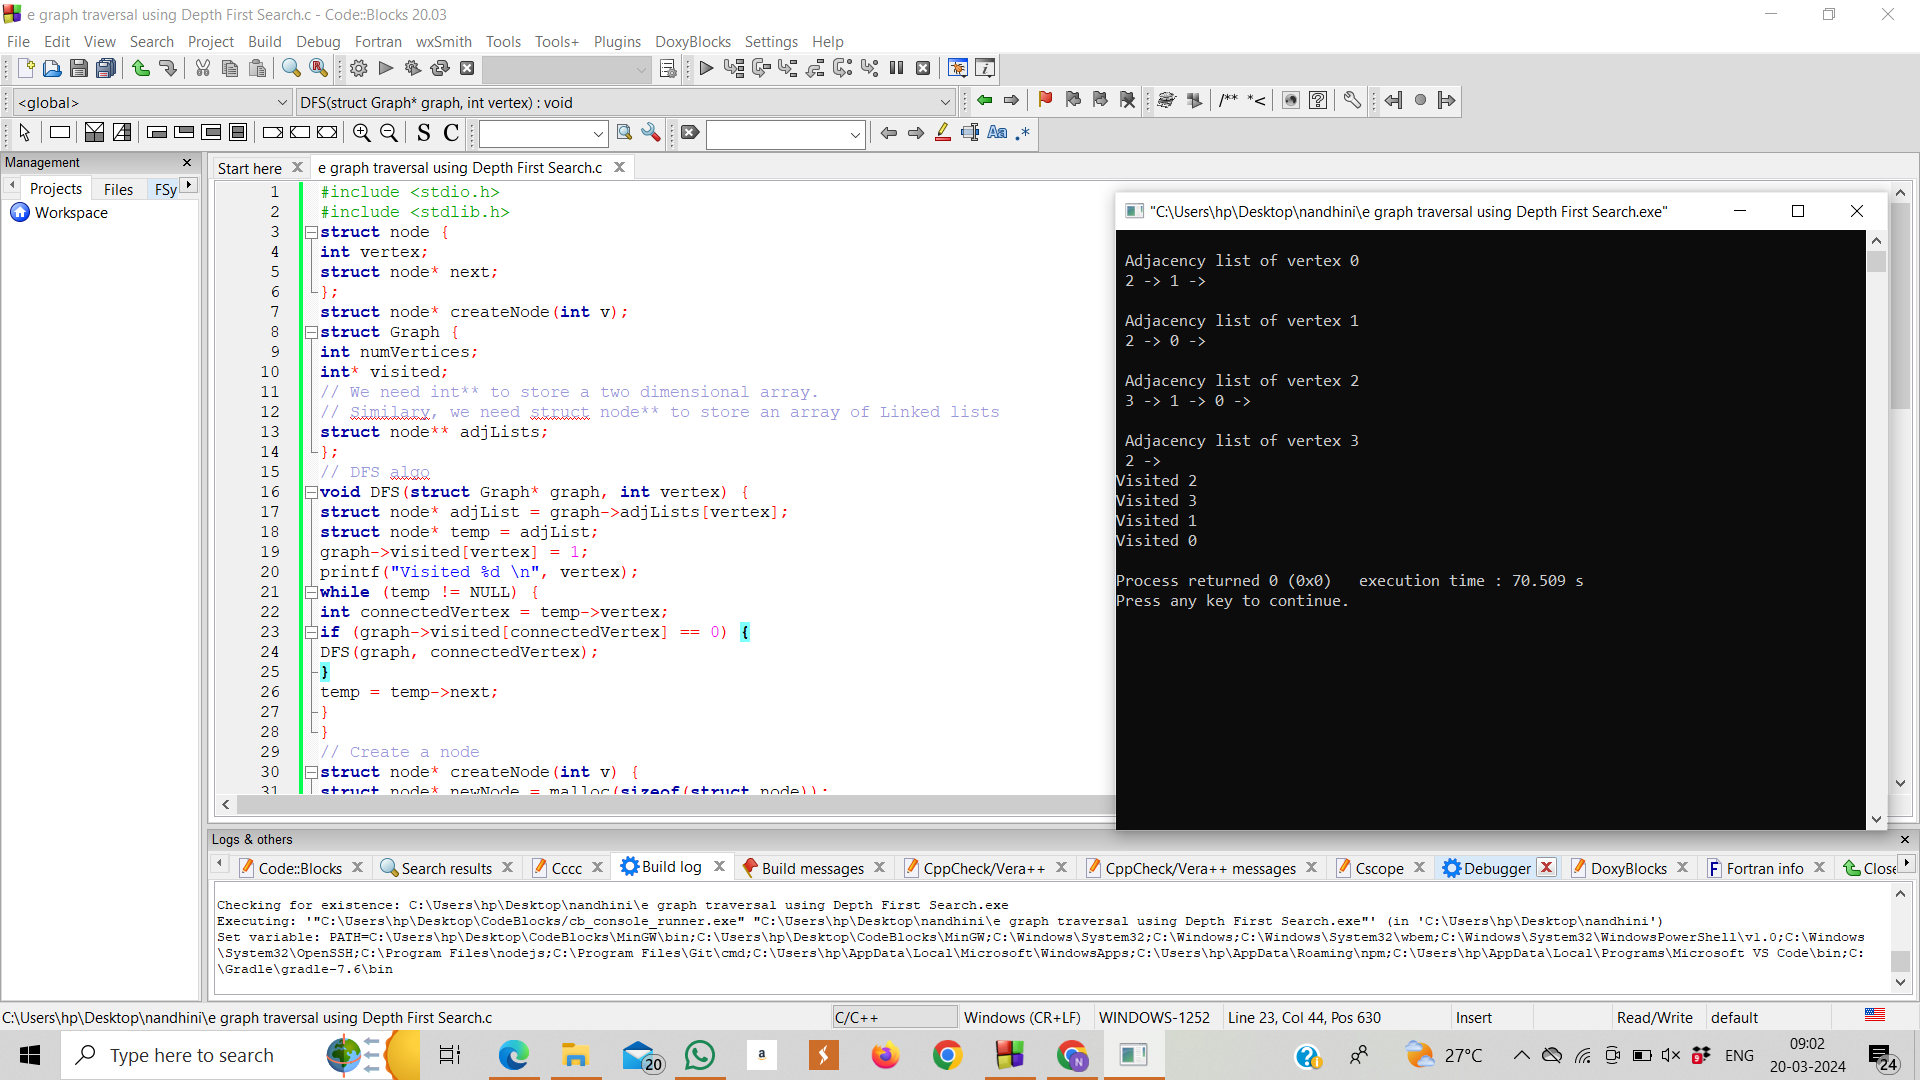 e graph traversal using Depth First Search.c - Code::Blocks 20.03
File Edit View Search Project Build Debug Fortran wxSmith Tools Tools+ Plugins DoxyBlocks Settings Help
<global> DFS(struct Graph* graph, int vertex) : void
/** *<
S C Aa .*
Management
Projects Files FSy
Workspace
Start here e graph traversal using Depth First Search.c
1 #include <stdio.h>
2 #include <stdlib.h>
3 struct node {
4 int vertex;
5 struct node* next;
6 };
7 struct node* createNode(int v);
8 struct Graph {
9 int numVertices;
10 int* visited;
11 // We need int** to store a two dimensional array.
12 // Similary, we need struct node** to store an array of Linked lists
13 struct node** adjLists;
14 };
15 // DFS algo
16 void DFS(struct Graph* graph, int vertex) {
17 struct node* adjList = graph->adjLists[vertex];
18 struct node* temp = adjList;
19 graph->visited[vertex] = 1;
20 printf("Visited %d \n", vertex);
21 while (temp != NULL) {
22 int connectedVertex = temp->vertex;
23 if (graph->visited[connectedVertex] == 0) {
24 DFS(graph, connectedVertex);
25 }
26 temp = temp->next;
27 }
28 }
29 // Create a node
30 struct node* createNode(int v) {
31 struct node* newNode = malloc(sizeof(struct node));
"C:\Users\hp\Desktop\nandhini\e graph traversal using Depth First Search.exe"
Adjacency list of vertex 0
2 -> 1 ->
Adjacency list of vertex 1
2 -> 0 ->
Adjacency list of vertex 2
3 -> 1 -> 0 ->
Adjacency list of vertex 3
2 ->
Visited 2
Visited 3
Visited 1
Visited 0
Process returned 0 (0x0)   execution time : 70.509 s
Press any key to continue.
Logs & others
Code::Blocks Search results Cccc Build log Build messages CppCheck/Vera++ CppCheck/Vera++ messages Cscope Debugger DoxyBlocks Fortran info Close
Checking for existence: C:\Users\hp\Desktop\nandhini\e graph traversal using Depth First Search.exe
Executing: '"C:\Users\hp\Desktop\CodeBlocks/cb_console_runner.exe" "C:\Users\hp\Desktop\nandhini\e graph traversal using Depth First Search.exe"' (in 'C:\Users\hp\Desktop\nandhini')
Set variable: PATH=C:\Users\hp\Desktop\CodeBlocks\MinGW\bin;C:\Users\hp\Desktop\CodeBlocks\MinGW;C:\Windows\System32;C:\Windows;C:\Windows\System32\wbem;C:\Windows\System32\WindowsPowerShell\v1.0;C:\Windows
\System32\OpenSSH;C:\Program Files\nodejs;C:\Program Files\Git\cmd;C:\Users\hp\AppData\Local\Microsoft\WindowsApps;C:\Users\hp\AppData\Roaming\npm;C:\Users\hp\AppData\Local\Programs\Microsoft VS Code\bin;C:
\Gradle\gradle-7.6\bin
C:\Users\hp\Desktop\nandhini\e graph traversal using Depth First Search.c C/C++ Windows (CR+LF) WINDOWS-1252 Line 23, Col 44, Pos 630 Insert Read/Write default
Type here to search 20 a N 27°C 9 ENG 09:02
20-03-2024 24